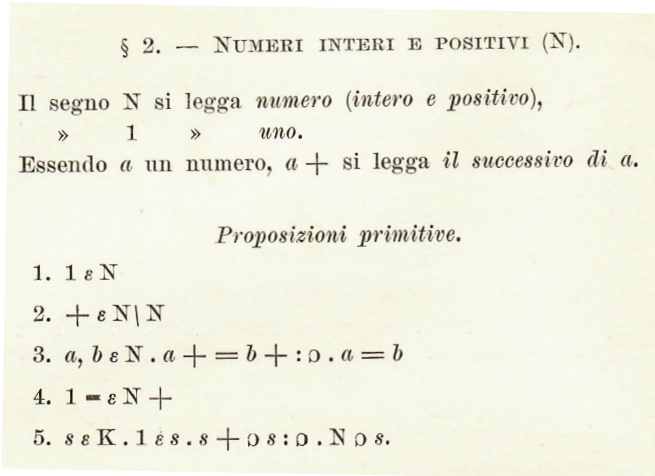 § 2. — NUMERI INTERI E POSITIVI (N).
Il segno N si legga numero (intero e positivo),
» 1 » uno.
Essendo a un numero, a + si legga il successivo di a.
Proposizioni primitive.
1. 1 ε N
2. + ε N \ N
3. a, b ε N . a + = b + : ɔ . a = b
4. 1 - ε N +
5. s ε K . 1 ε s . s + ɔ s : ɔ . N ɔ s.